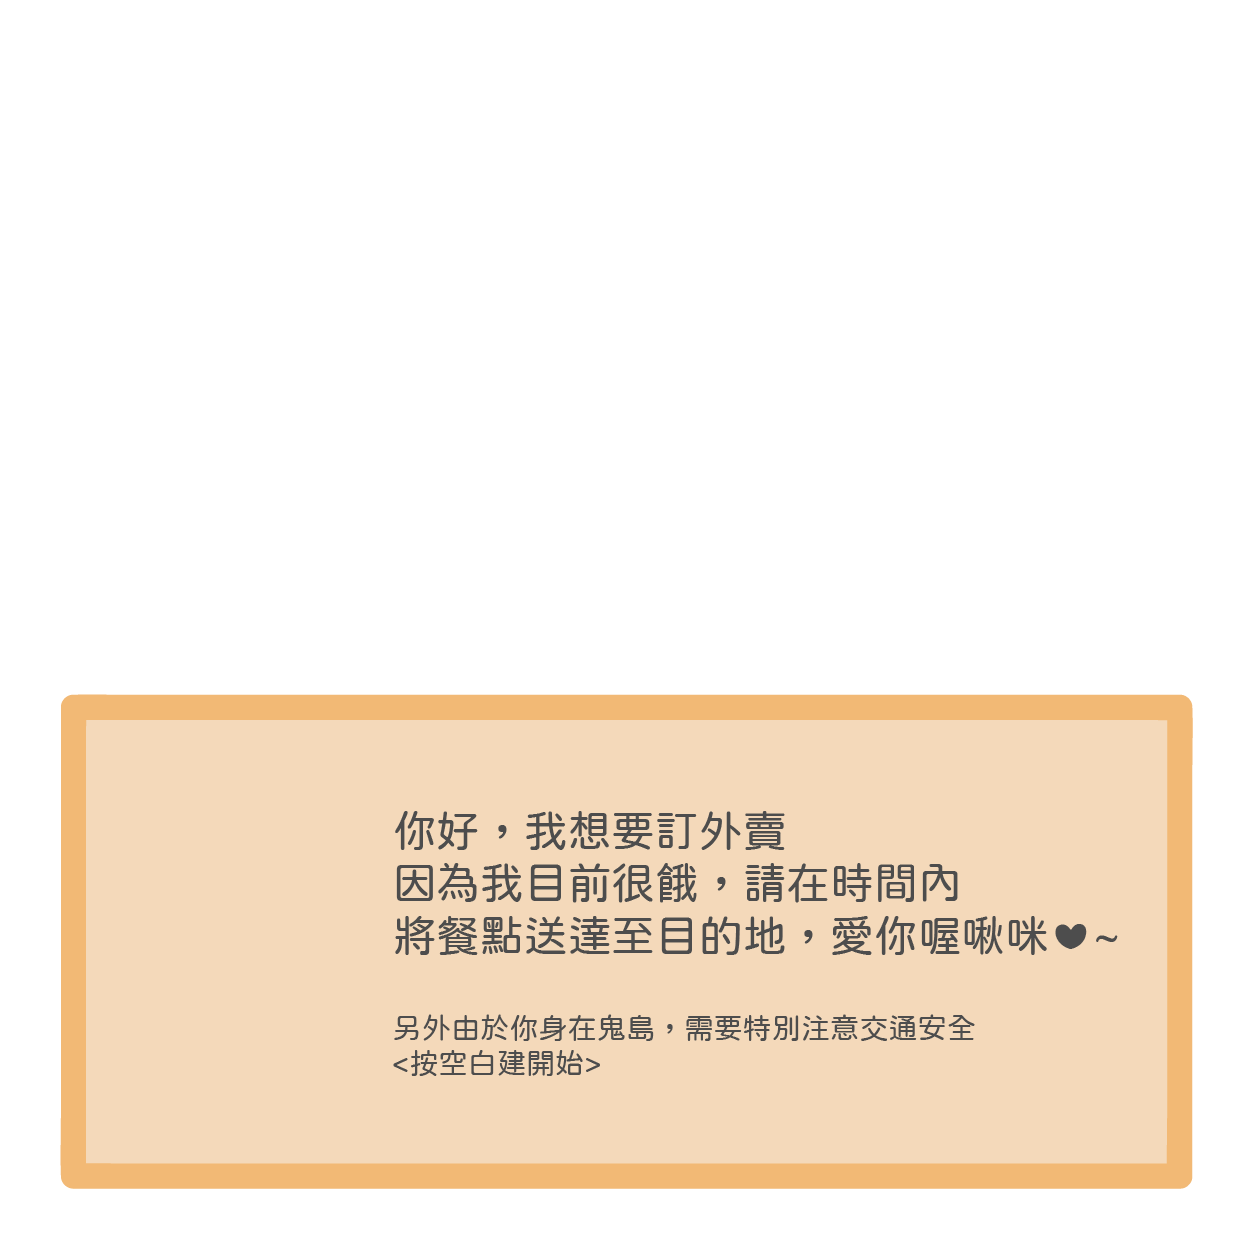 你好，我想要訂外賣
因為我目前很餓，請在時間內
將餐點送達至目的地，愛你喔啾咪♥~
另外由於你身在鬼島，需要特別注意交通安全
<按空白建開始>